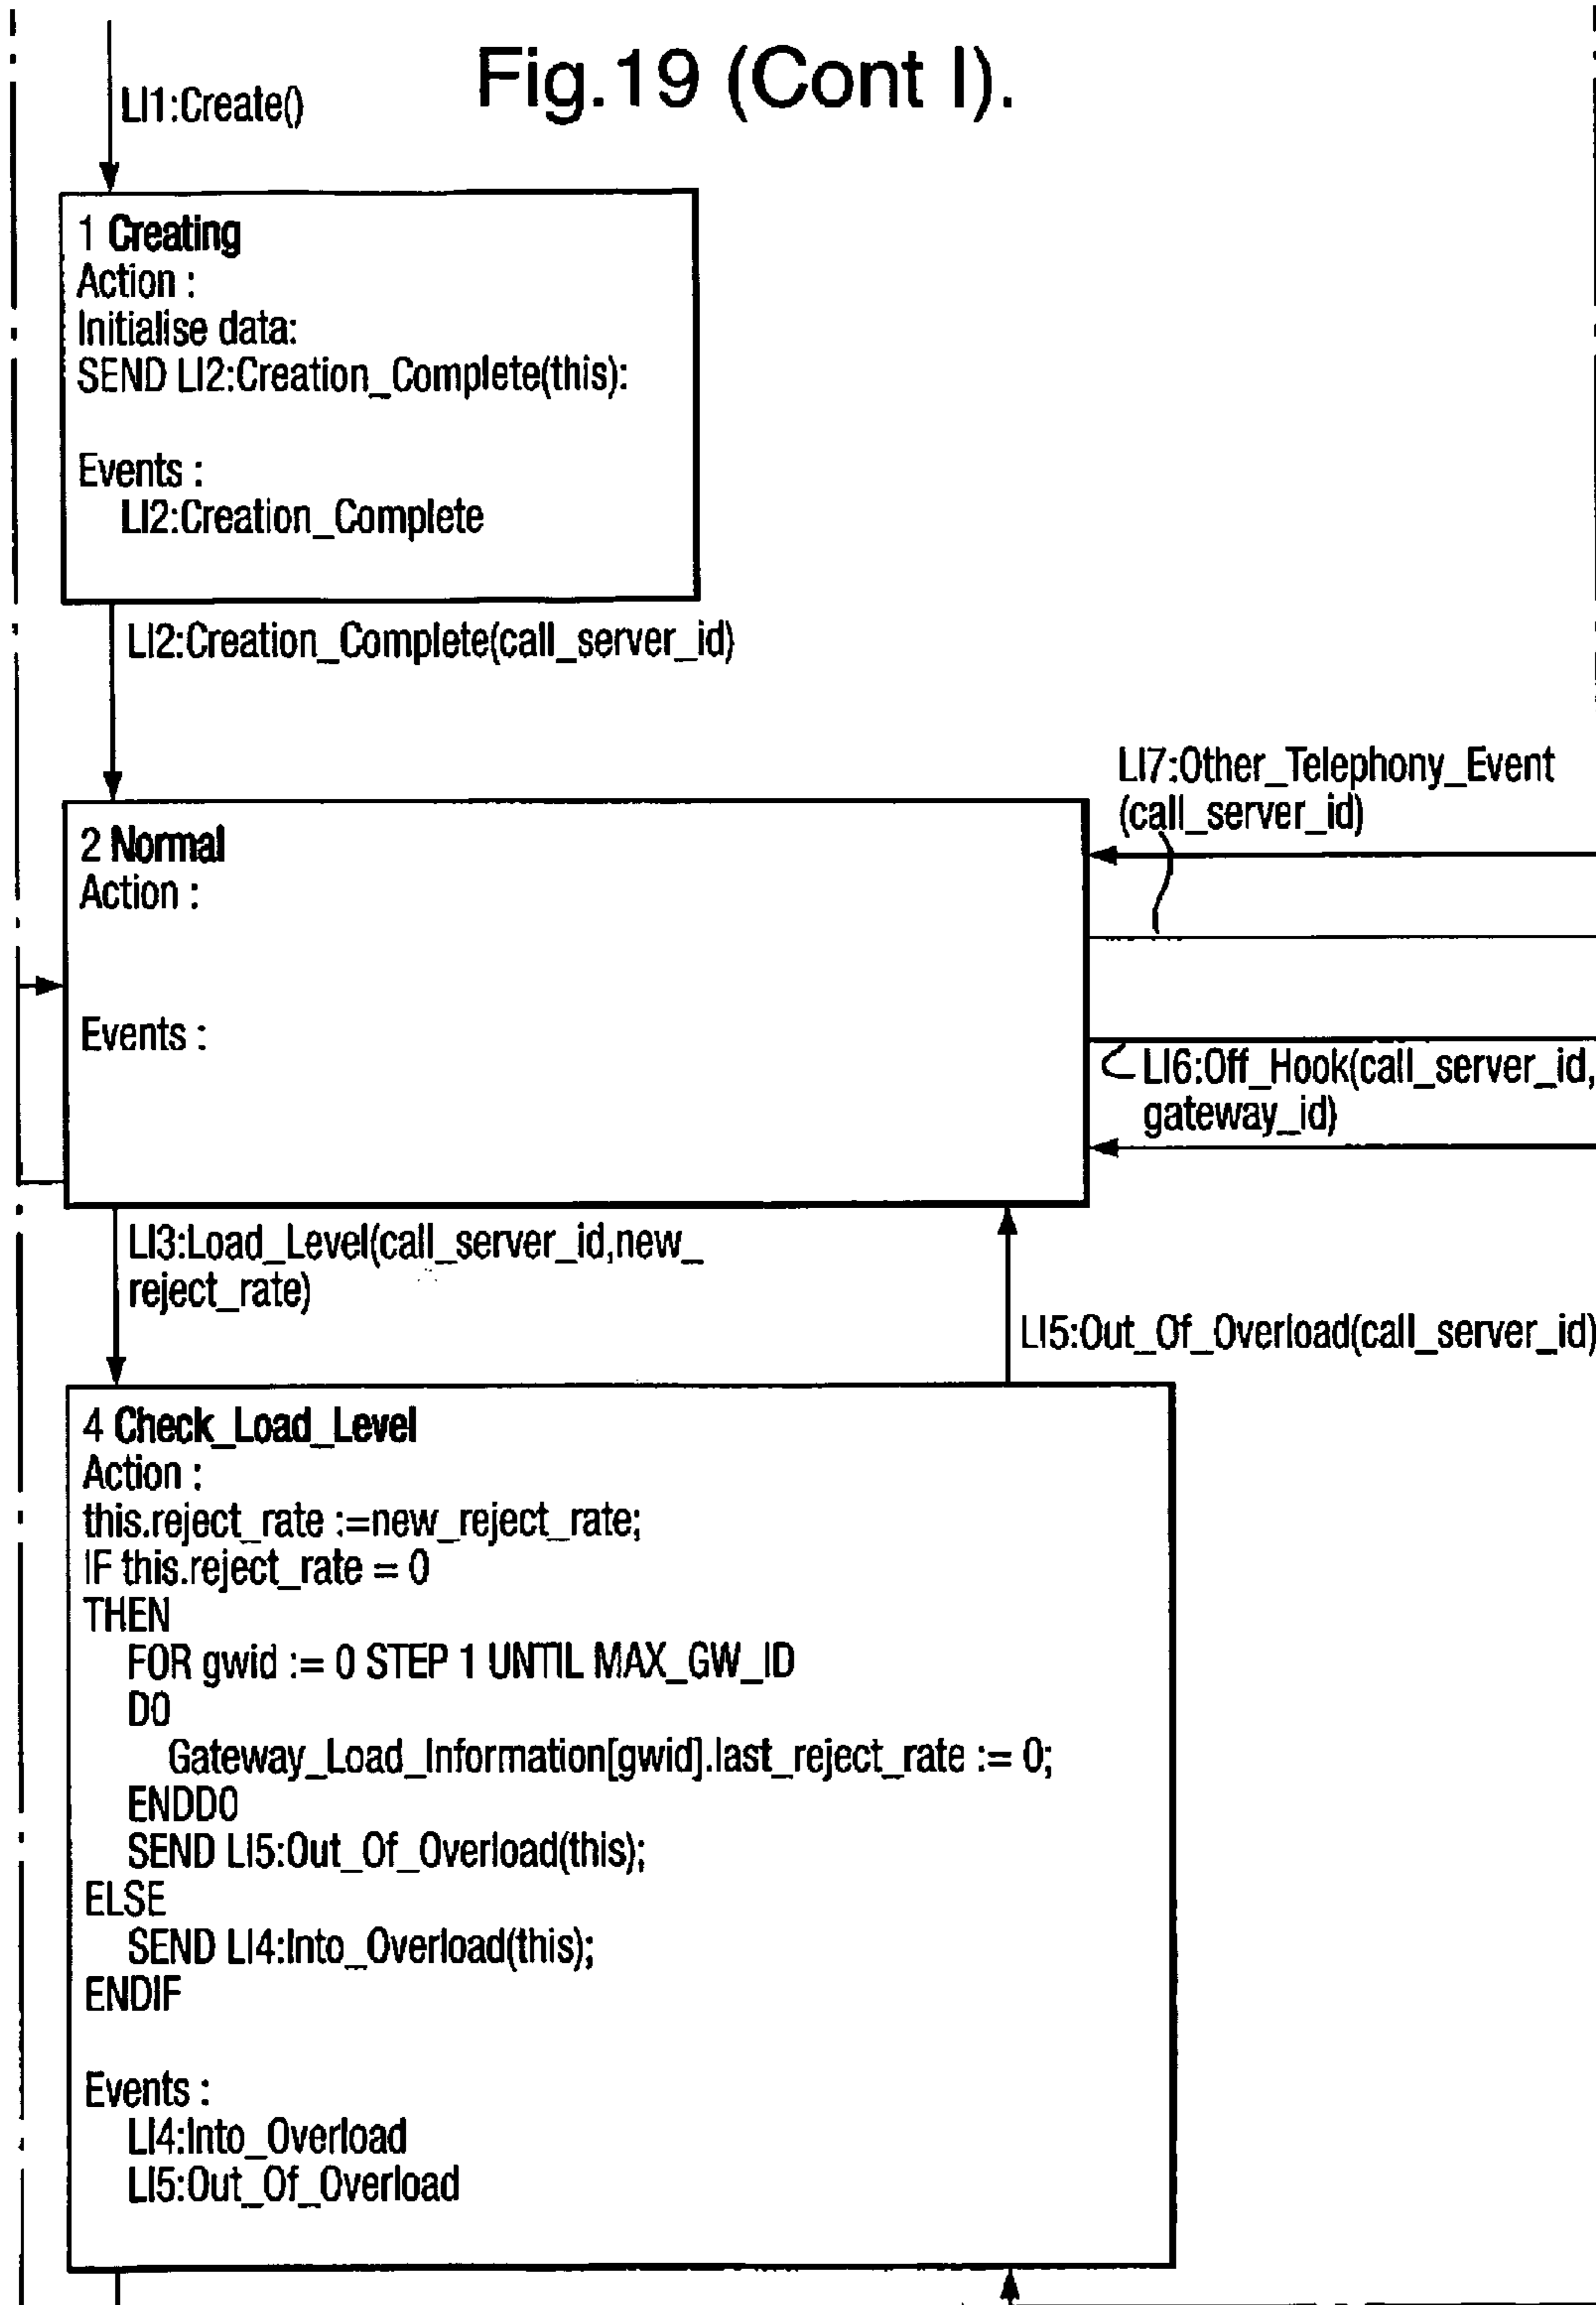 Fig.19 (Cont I).
LI1:Create()
1 Creating
Action :
Initialise data:
SEND LI2:Creation_Complete(this):
Events :
LI2:Creation_Complete
LI2:Creation_Complete(call_server_id)
LI7:Other_Telephony_Event
(call_server_id)
2 Normal
Action :
Events :
LI6:Off_Hook(call_server_id,
gateway_id)
LI3:Load_Level(call_server_id,new_
reject_rate)
LI5:Out_Of_Overload(call_server_id)
4 Check_Load_Level
Action :
this.reject_rate :=new_reject_rate;
IF this.reject_rate = 0
THEN
FOR gwid := 0 STEP 1 UNTIL MAX_GW_ID
DO
Gateway_Load_Information[gwid].last_reject_rate := 0;
ENDDO
SEND LI5:Out_Of_Overload(this);
ELSE
SEND LI4:Into_Overload(this);
ENDIF
Events :
LI4:Into_Overload
LI5:Out_Of_Overload